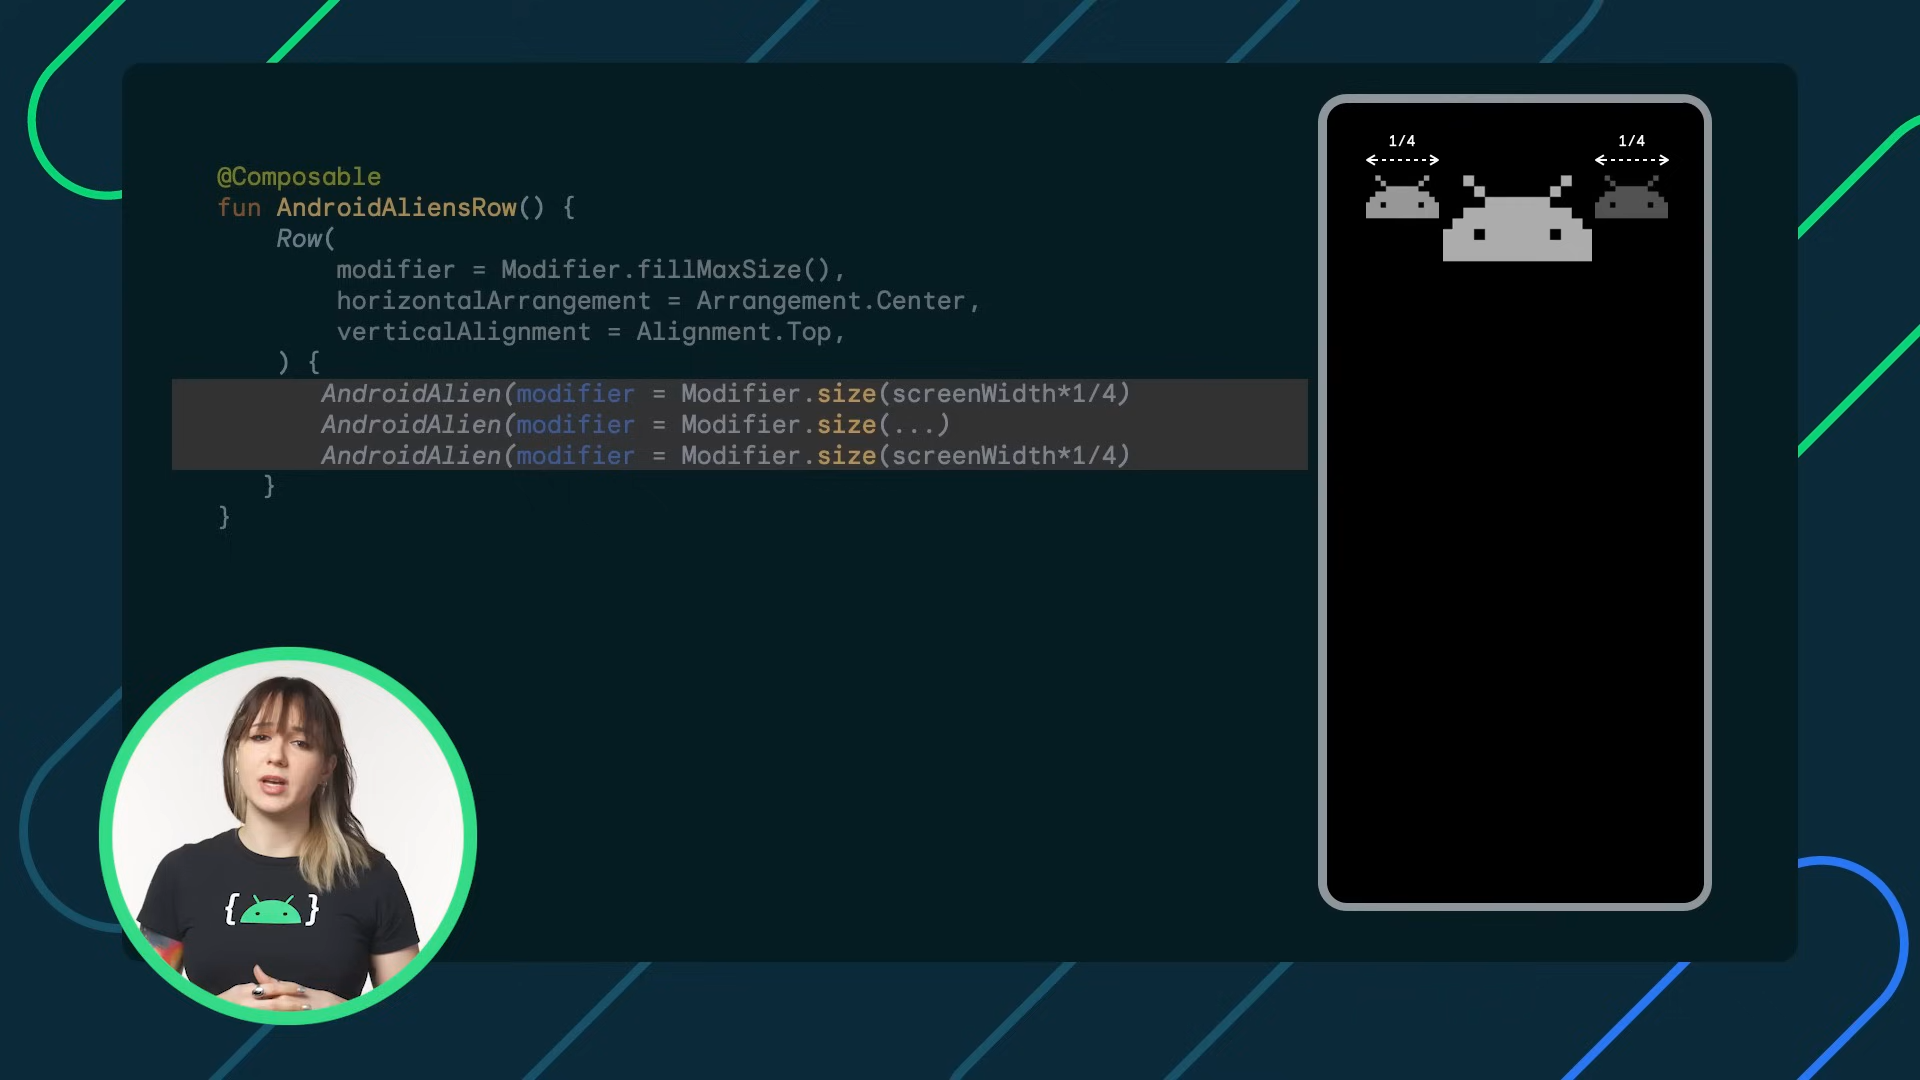 @Composable
fun AndroidAliensRow() {
Row(
modifier = Modifier.fillMaxSize(),
horizontalArrangement = Arrangement.Center,
verticalAlignment = Alignment.Top,
) {
AndroidAlien(modifier = Modifier.size(screenWidth*1/4)
AndroidAlien(modifier = Modifier.size(...)
AndroidAlien(modifier = Modifier.size(screenWidth*1/4)
}
}
1/4
1/4
{ }